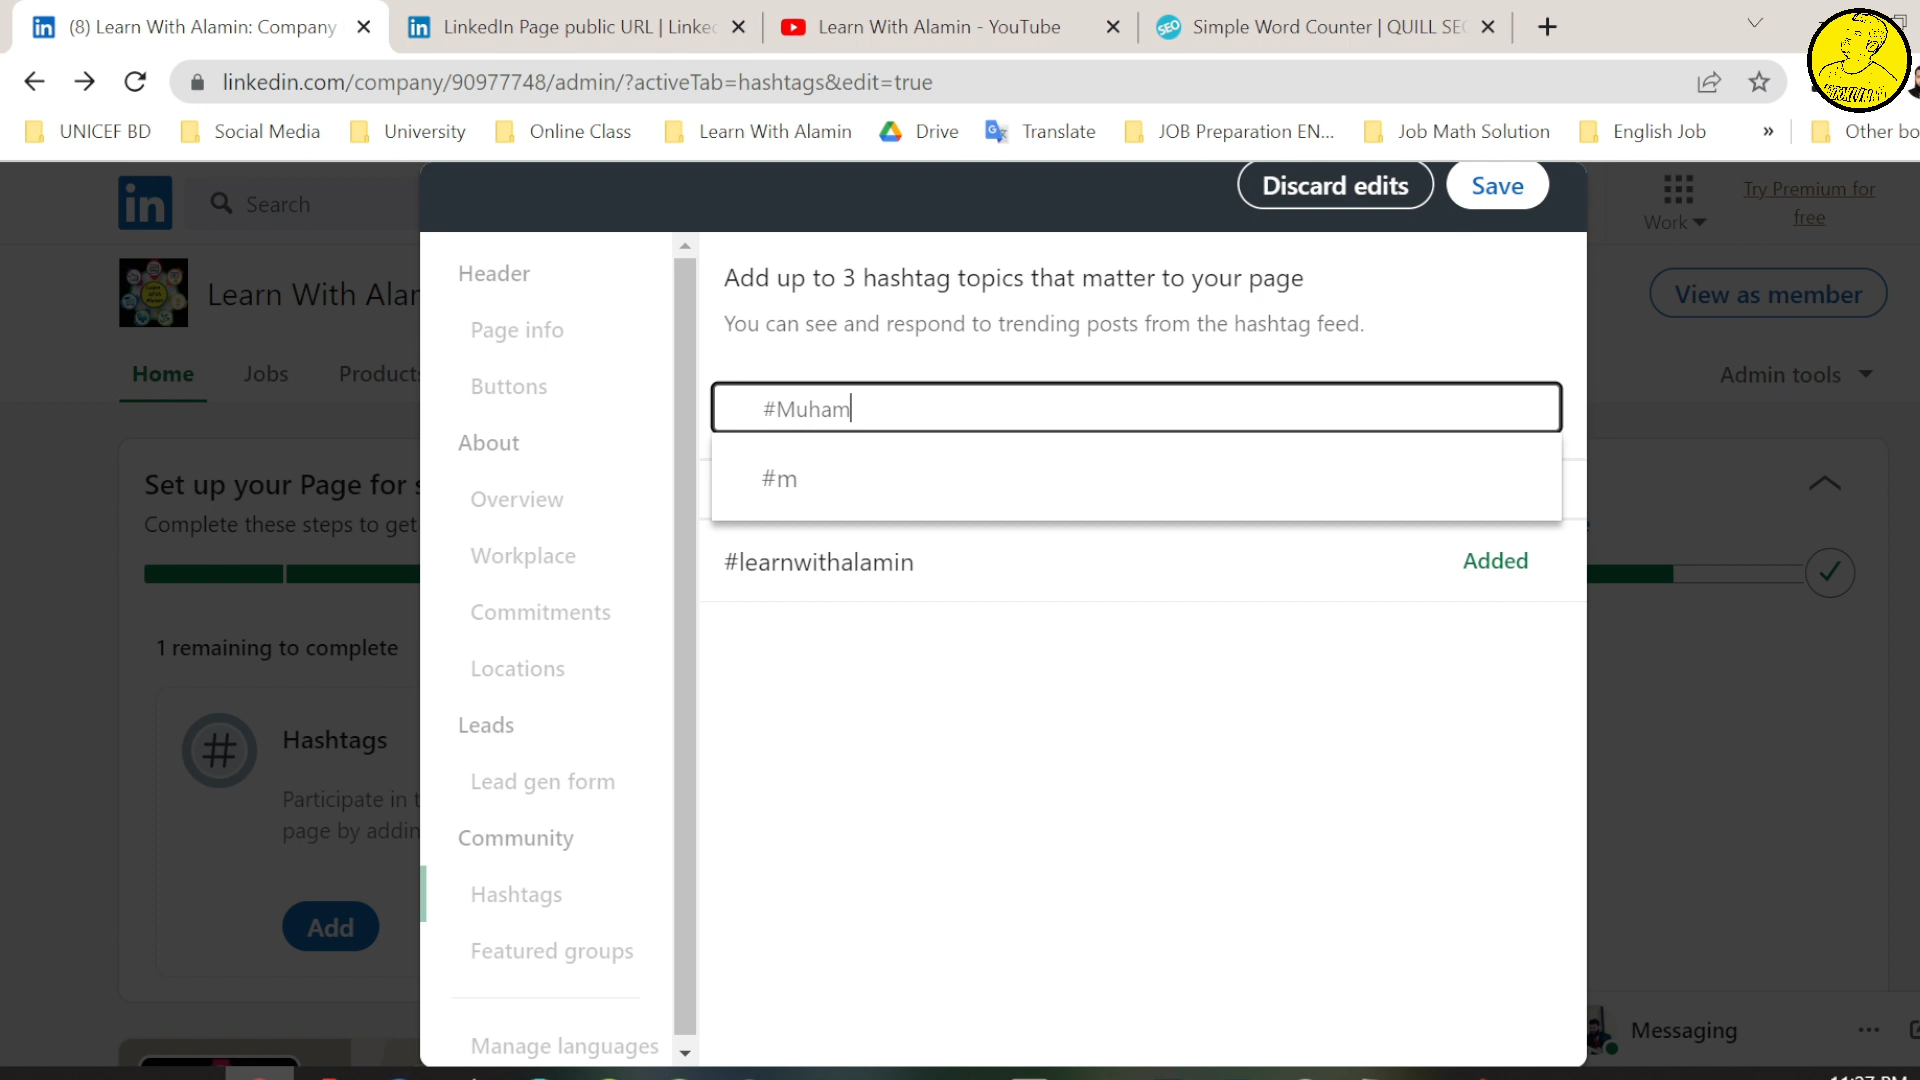 (8) Learn With Alamin: Company
LinkedIn Page public URL | Linke
Learn With Alamin - YouTube
Simple Word Counter | QUILL SE
linkedin.com/company/90977748/admin/?activeTab=hashtags&edit=true
UNICEF BD
Social Media
University
Online Class
Learn With Alamin
Drive
Translate
JOB Preparation EN...
Job Math Solution
English Job
»
Other bo
Discard edits
Save
in
Search
Work
Try Premium for
free
Learn With Alar
View as member
Home
Jobs
Products
Admin tools
Header
Page info
Buttons
About
Overview
Workplace
Commitments
Locations
Leads
Lead gen form
Community
Hashtags
Featured groups
Manage languages
Add up to 3 hashtag topics that matter to your page
You can see and respond to trending posts from the hashtag feed.
#Muham
#m
#learnwithalamin
Added
Set up your Page for s
Complete these steps to get
1 remaining to complete
#
Hashtags
Participate in t
page by addin
Add
Messaging